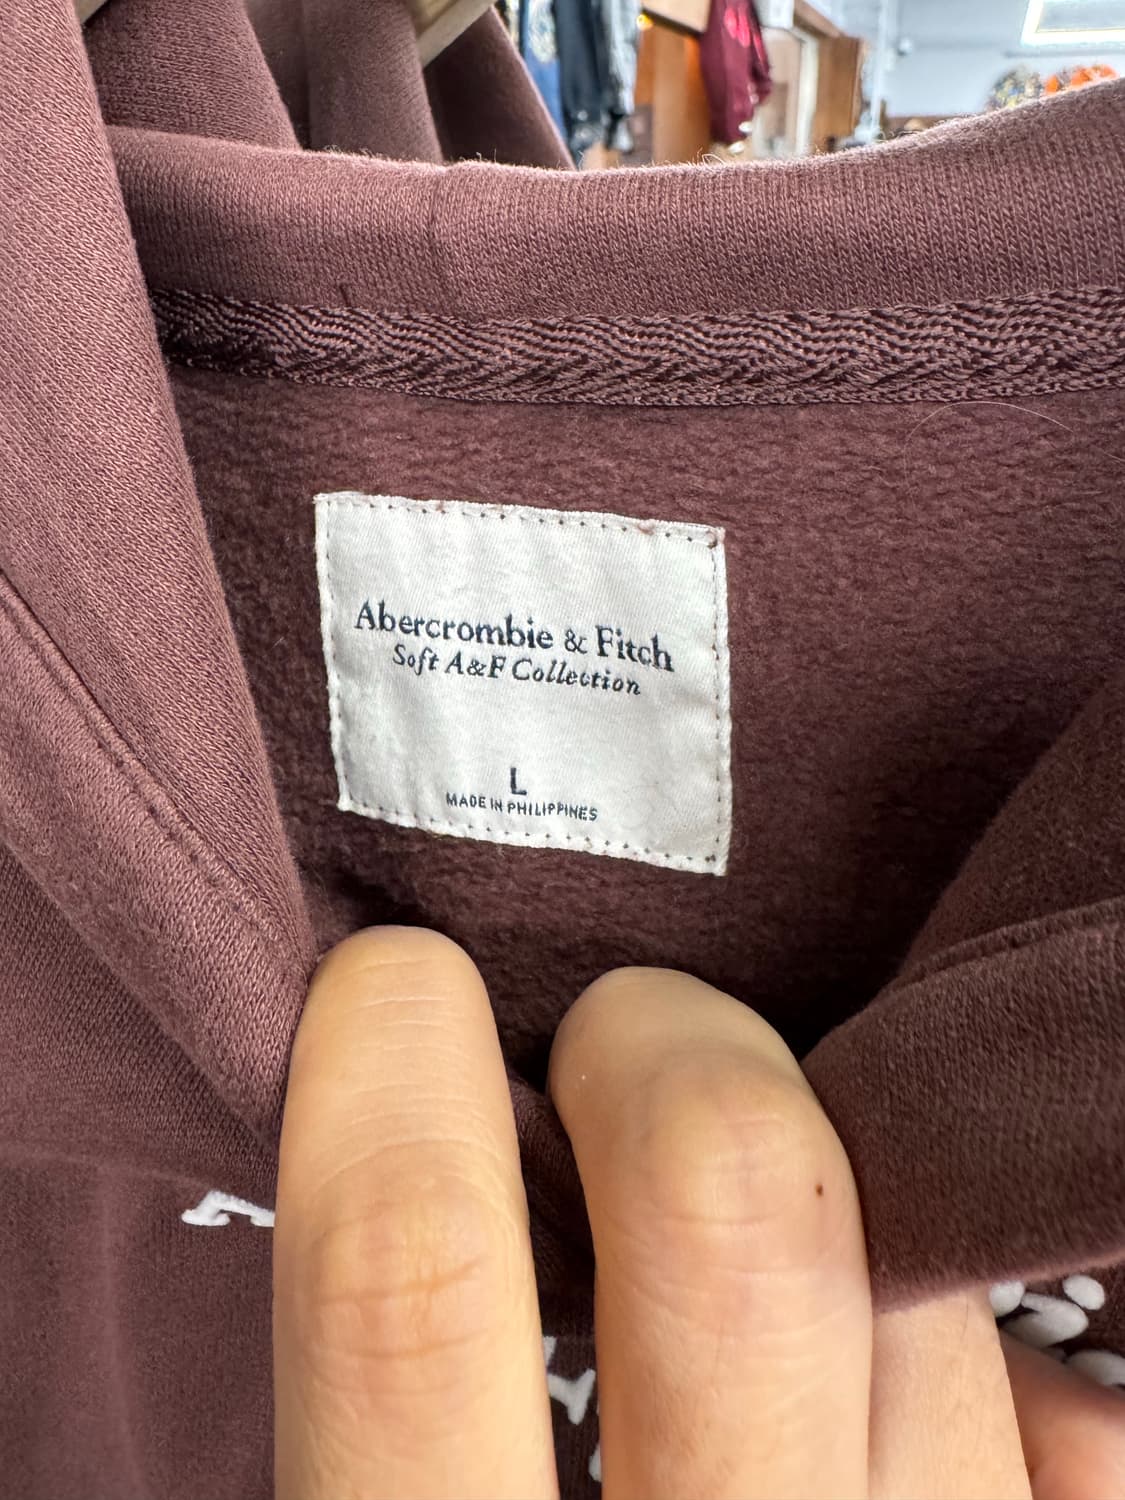 Abercrombie & Fitch
Soft A&F Collection
L
MADE IN PHILIPPINES